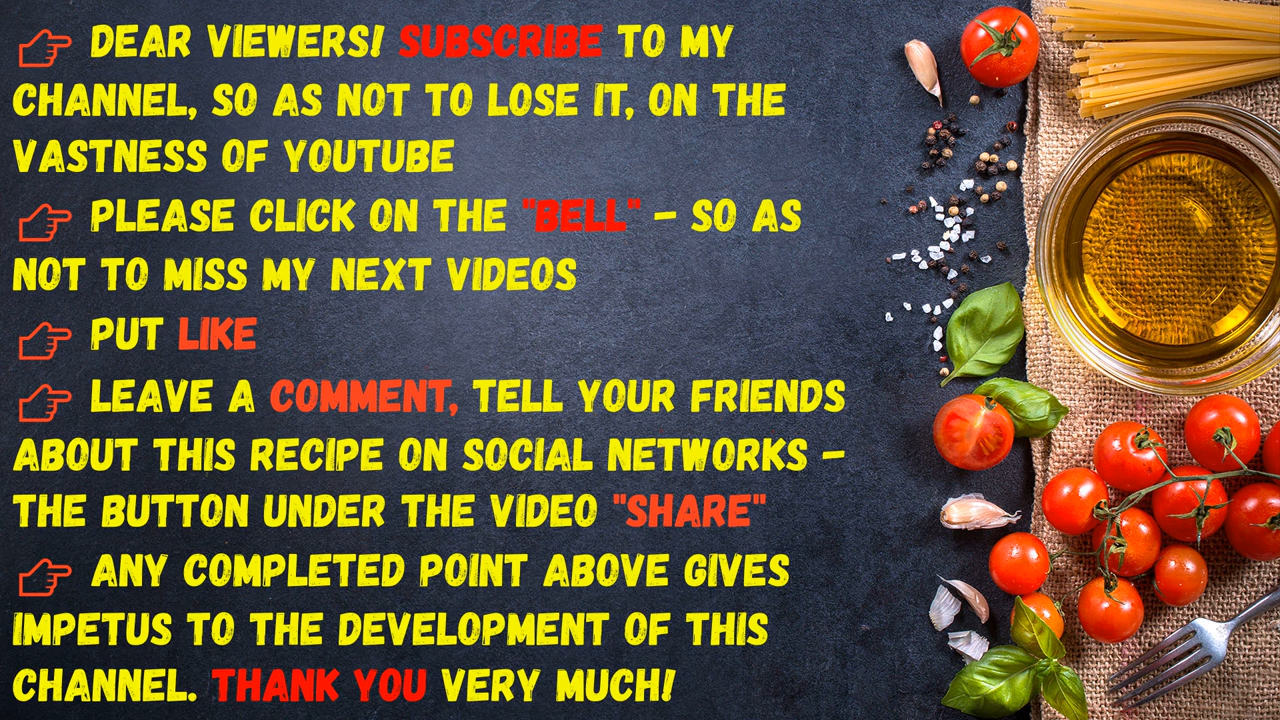 DEAR VIEWERS! SUBSCRIBE TO MY
CHANNEL, SO AS NOT TO LOSE IT, ON THE
VASTNESS OF YOUTUBE
PLEASE CLICK ON THE "BELL" - SO AS
NOT TO MISS MY NEXT VIDEOS
PUT LIKE
LEAVE A COMMENT, TELL YOUR FRIENDS
ABOUT THIS RECIPE ON SOCIAL NETWORKS -
THE BUTTON UNDER THE VIDEO "SHARE"
ANY COMPLETED POINT ABOVE GIVES
IMPETUS TO THE DEVELOPMENT OF THIS
CHANNEL. THANK YOU VERY MUCH!